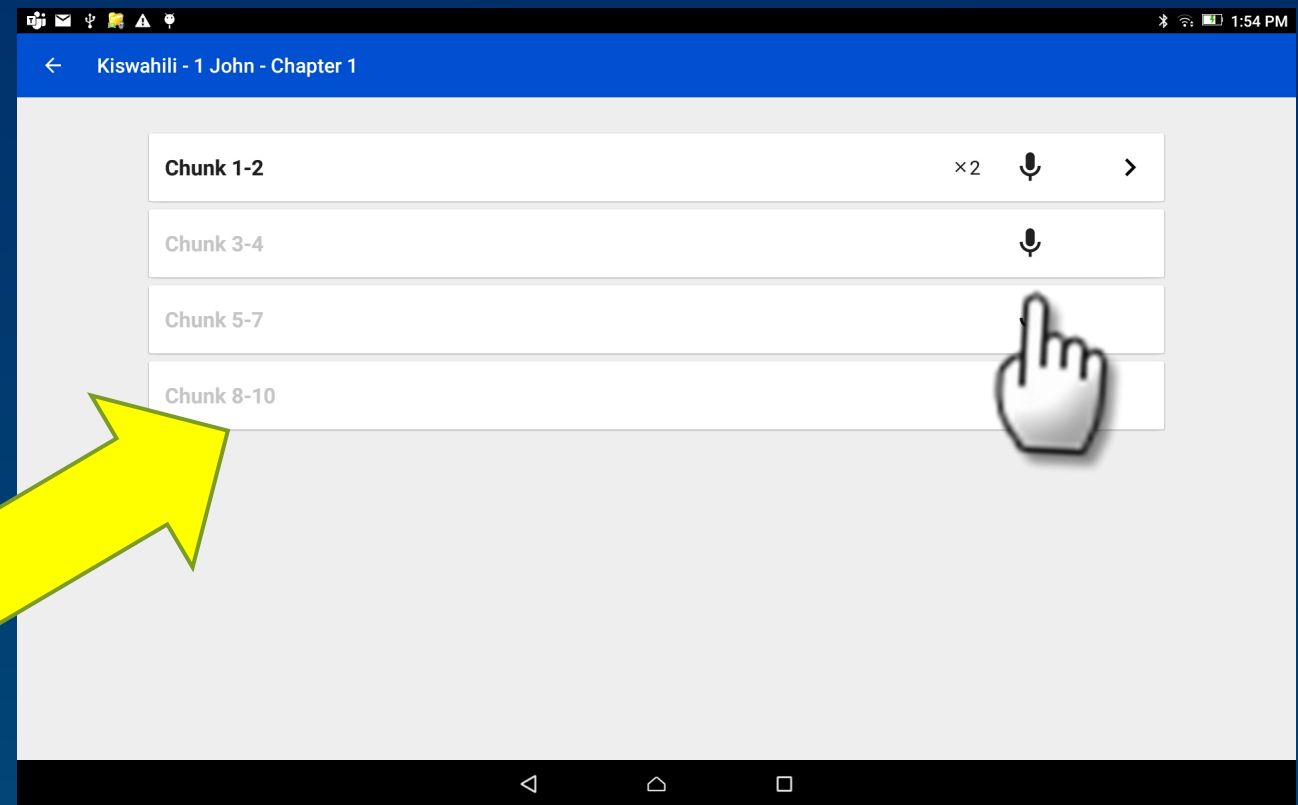 1:54 PM
Kiswahili - 1 John - Chapter 1
Chunk 1-2 ×2
Chunk 3-4
Chunk 5-7
Chunk 8-10